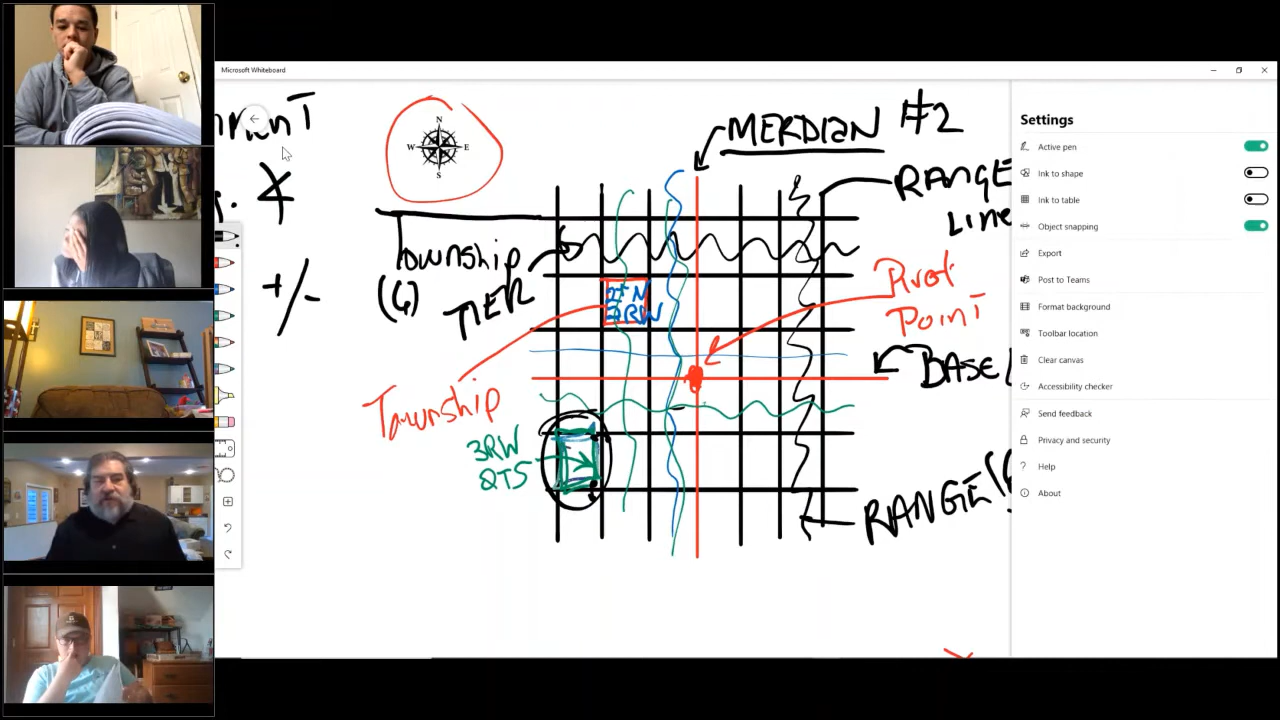 Microsoft Whiteboard
MERDIAN #2
N
W E
S
RANGE
Line
Township
TIER
(6)
+/-
2T N
2RW
Pivot
POINT
BASE
Township
3RW
2TS
RANGE
Settings
Active pen
Ink to shape
Ink to table
Object snapping
Export
Post to Teams
Format background
Toolbar location
Clear canvas
Accessibility checker
Send feedback
Privacy and security
Help
About